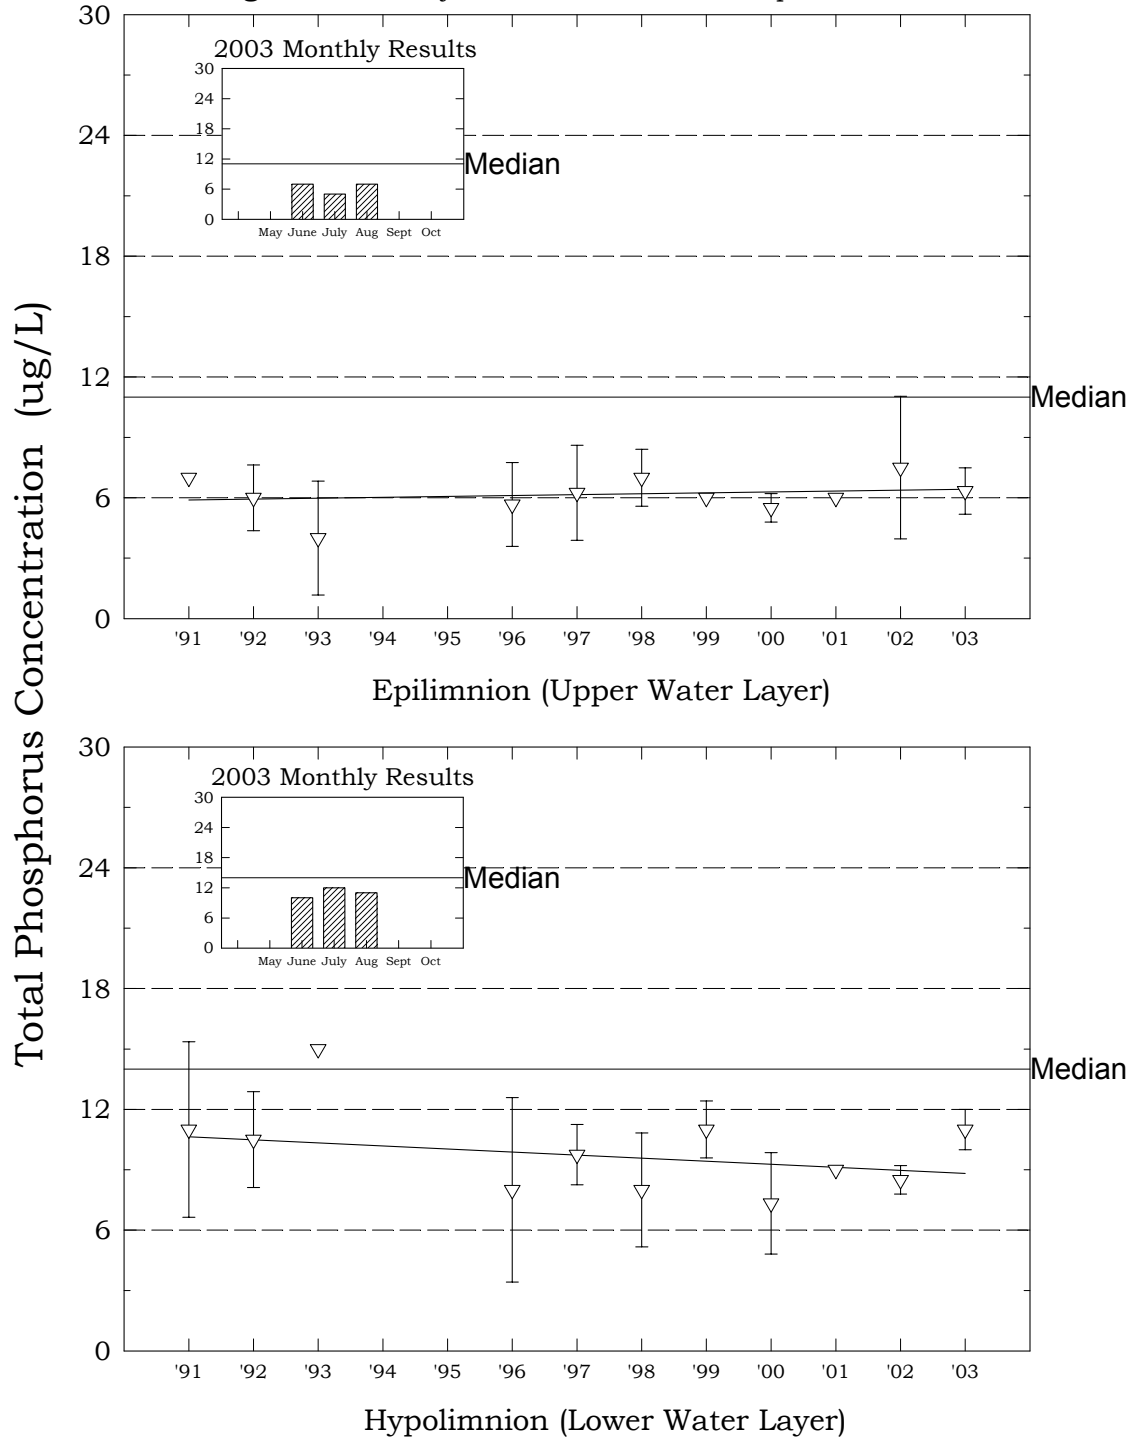 30
24
18
12
6
0
2003 Monthly Results
30
24
18
12
6
0
Median
May June July Aug Sept Oct
Median
'91 '92 '93 '94 '95 '96 '97 '98 '99 '00 '01 '02 '03
Epilimnion (Upper Water Layer)
Total Phosphorus Concentration (ug/L)
30
24
18
12
6
0
2003 Monthly Results
30
24
18
12
6
0
Median
May June July Aug Sept Oct
Median
'91 '92 '93 '94 '95 '96 '97 '98 '99 '00 '01 '02 '03
Hypolimnion (Lower Water Layer)